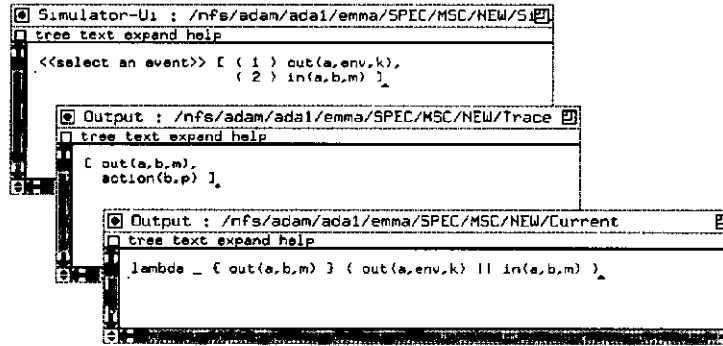 Simulator-Ui : /nfs/adam/ada1/emma/SPEC/MSC/NEW/Si
tree text expand help
<<select an event>> [ ( 1 ) out(a,env,k),
( 2 ) in(a,b,m) ]
Output : /nfs/adam/ada1/emma/SPEC/MSC/NEW/Trace
tree text expand help
[ out(a,b,m),
action(b,p) ]
Output : /nfs/adam/ada1/emma/SPEC/MSC/NEW/Current
tree text expand help
lambda _ { out(a,b,m) } ( out(a,env,k) || in(a,b,m) )